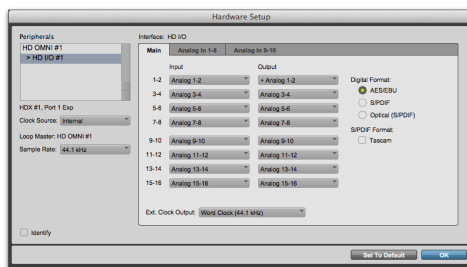 Hardware Setup
Peripherals
HD OMNI #1
> HD I/O #1
HDX #1, Port 1 Exp
Clock Source: Internal
Loop Master: HD OMNI #1
Sample Rate: 44.1 kHz
Identify
Interface: HD I/O
Main Analog In 1-8 Analog In 9-16
Input Output
1-2 Analog 1-2 + Analog 1-2
3-4 Analog 3-4 Analog 3-4
5-6 Analog 5-6 Analog 5-6
7-8 Analog 7-8 Analog 7-8
9-10 Analog 9-10 Analog 9-10
11-12 Analog 11-12 Analog 11-12
13-14 Analog 13-14 Analog 13-14
15-16 Analog 15-16 Analog 15-16
Ext. Clock Output: Word Clock (44.1 kHz)
Digital Format:
AES/EBU
S/PDIF
Optical (S/PDIF)
S/PDIF Format:
Tascam
Set To Default OK